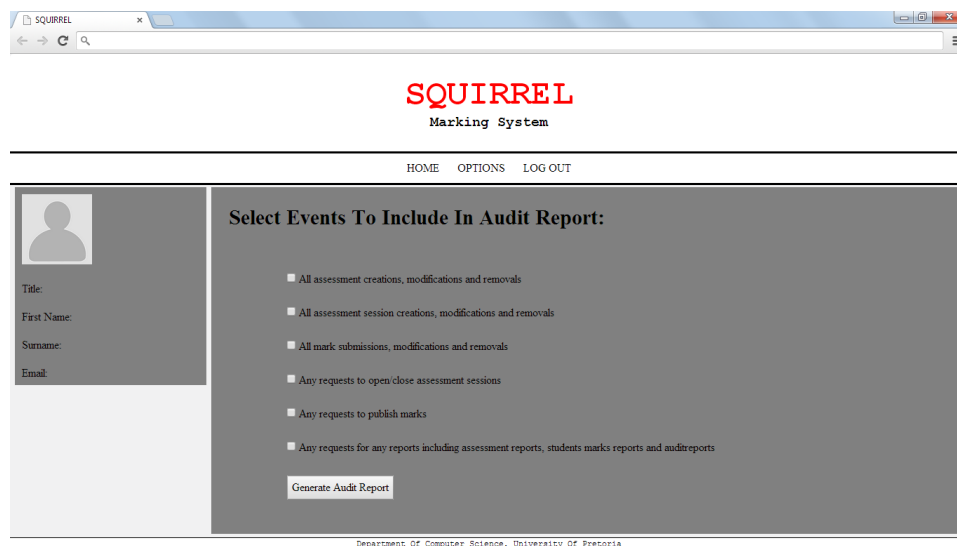 SQUIRREL
SQUIRREL
Marking System
HOME OPTIONS LOG OUT
Title:
First Name:
Surname:
Email:
Select Events To Include In Audit Report:
All assessment creations, modifications and removals
All assessment session creations, modifications and removals
All mark submissions, modifications and removals
Any requests to open/close assessment sessions
Any requests to publish marks
Any requests for any reports including assessment reports, students marks reports and auditreports
Generate Audit Report
Department Of Computer Science, University Of Pretoria